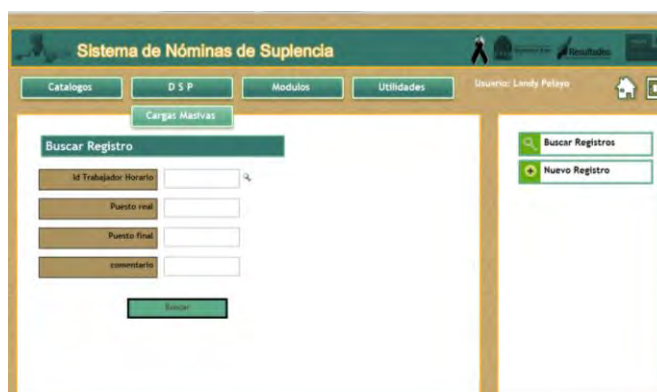 Sistema de Nóminas de Suplencia
Resultados
Catalogos
D S P
Modulos
Utilidades
Usuario: Landy Pelayo
Cargas Masivas
Buscar Registro
Id Trabajador Horario
Puesto real
Puesto final
comentario
Buscar
Buscar Registros
Nuevo Registro